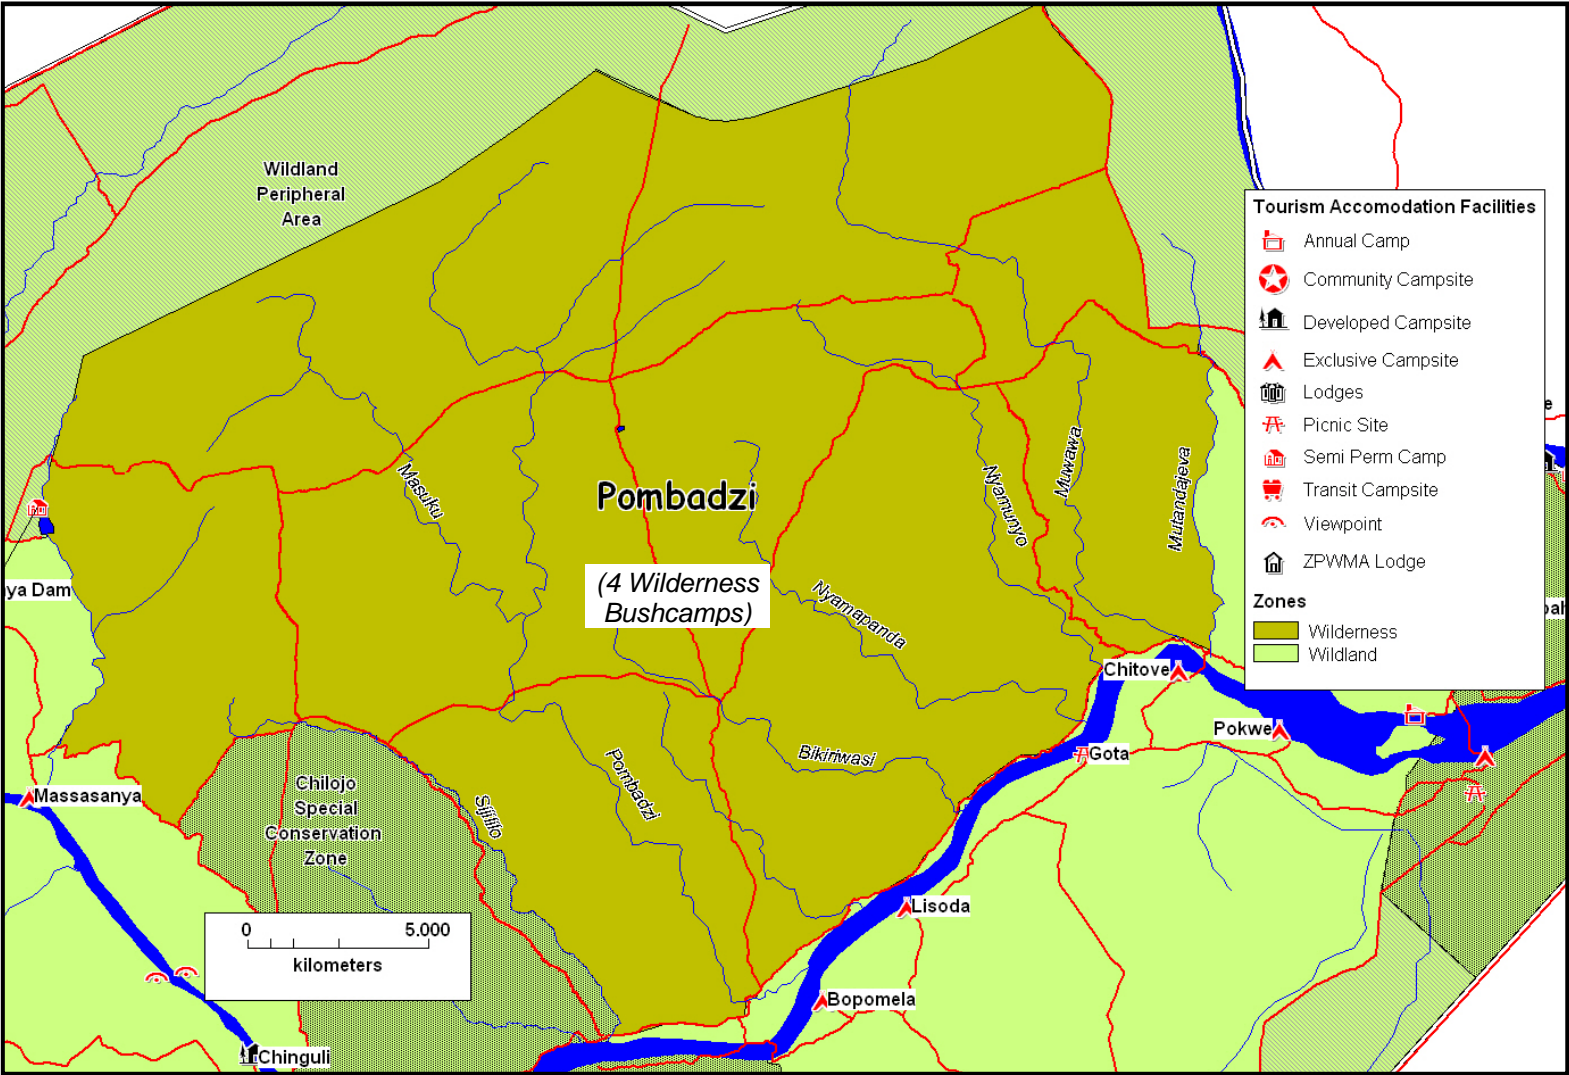 Wildland
Peripheral
Area
Tourism Accomodation Facilities
Annual Camp
Community Campsite
Developed Campsite
Exclusive Campsite
Lodges
Picnic Site
Semi Perm Camp
Transit Campsite
Viewpoint
ZPWMA Lodge
Zones
Wilderness
Wildland
e
Masuku
Pombadzi
(4 Wilderness
Bushcamps)
Nyamunyo
Muwawa
Mutandajeva
ya Dam
Nyamapanda
Chitove
Pokwe
Gota
Bikiriwasi
Pombadzi
Sijifilo
Massasanya
Chilojo
Special
Conservation
Zone
Lisoda
0 5.000
kilometers
Bopomela
Chinguli